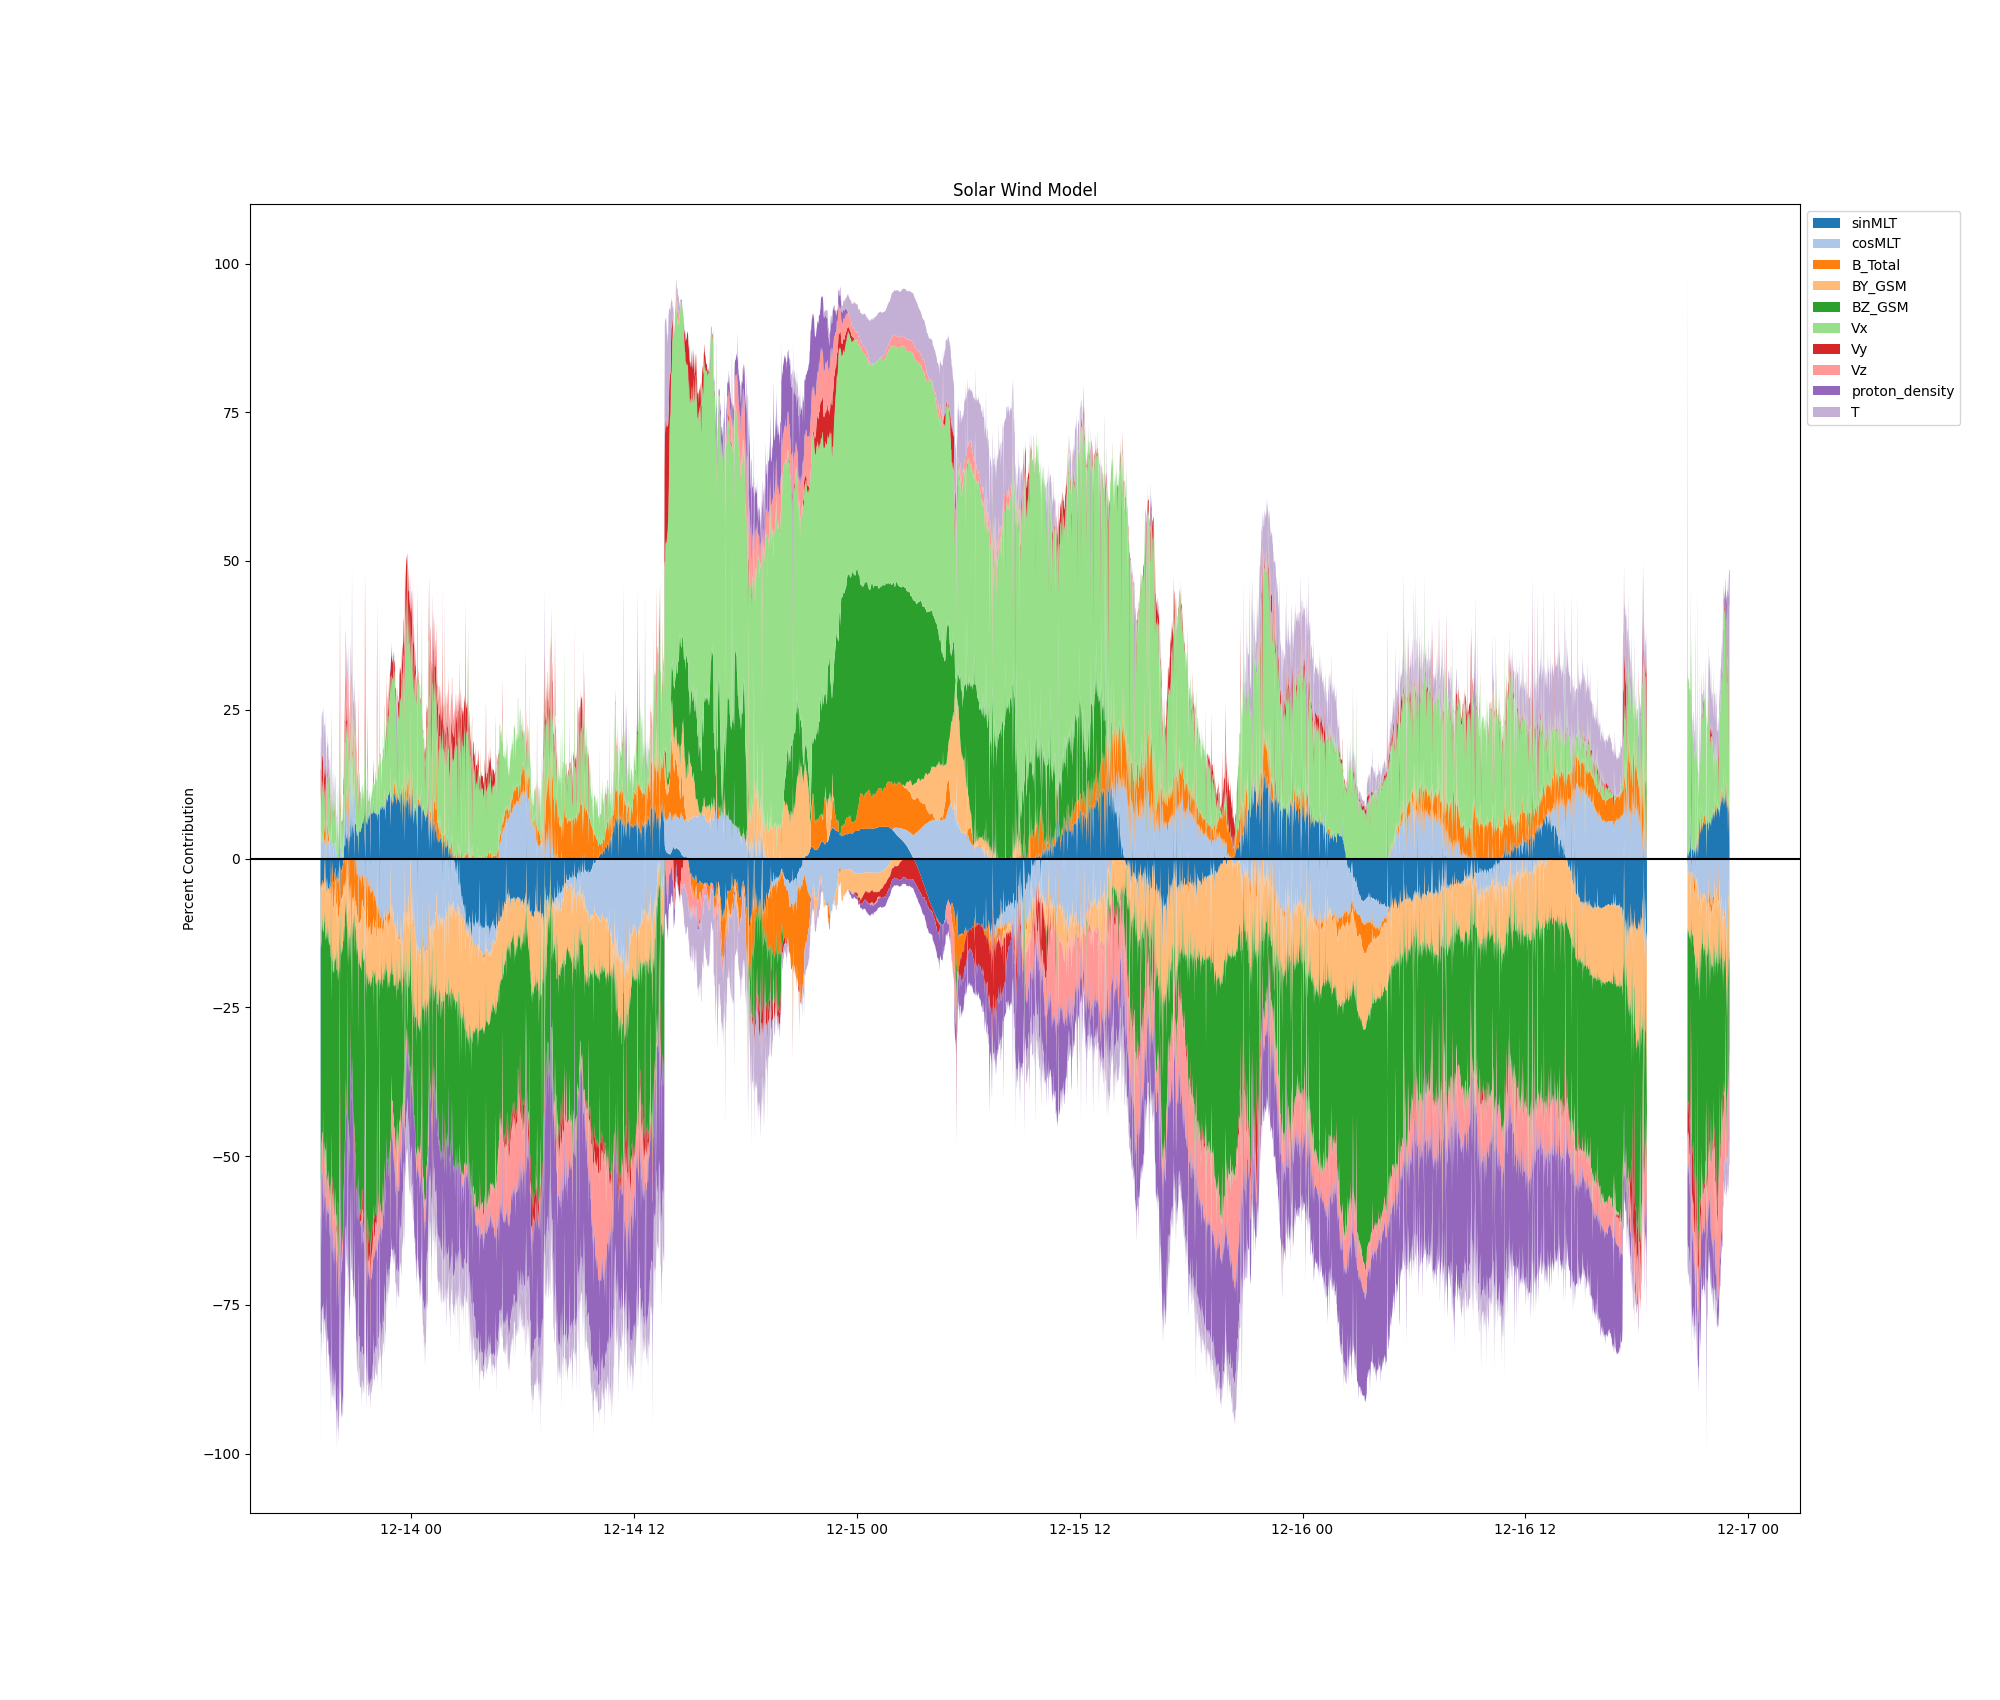 Solar Wind Model
sinMLT
cosMLT
B_Total
BY_GSM
BZ_GSM
Vx
Vy
Vz
proton_density
T
Percent Contribution
100
75
50
25
0
−25
−50
−75
−100
12-14 00
12-14 12
12-15 00
12-15 12
12-16 00
12-16 12
12-17 00